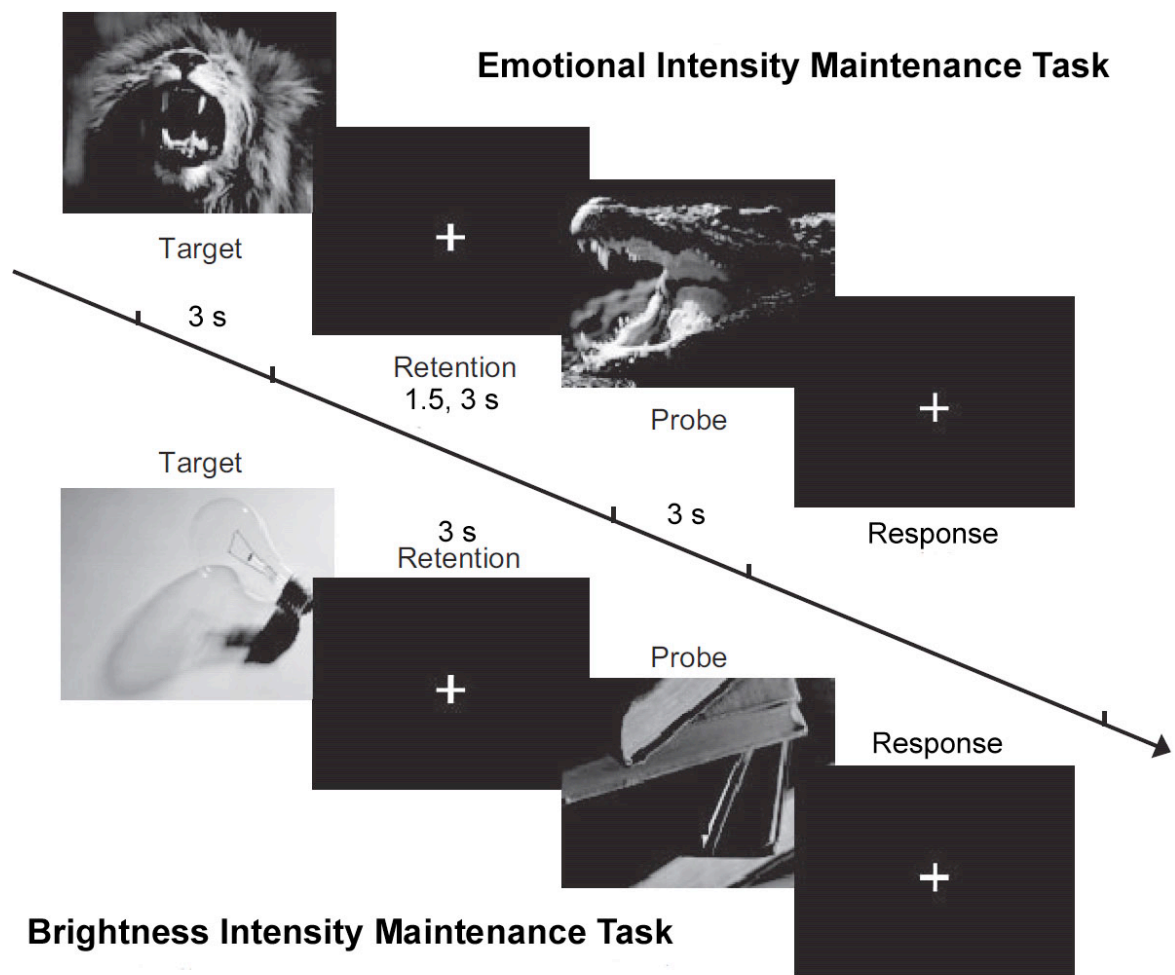 Emotional Intensity Maintenance Task
Target
3 s
Retention
1.5, 3 s
Probe
Target
3 s
Response
3 s
Retention
Probe
Response
Brightness Intensity Maintenance Task